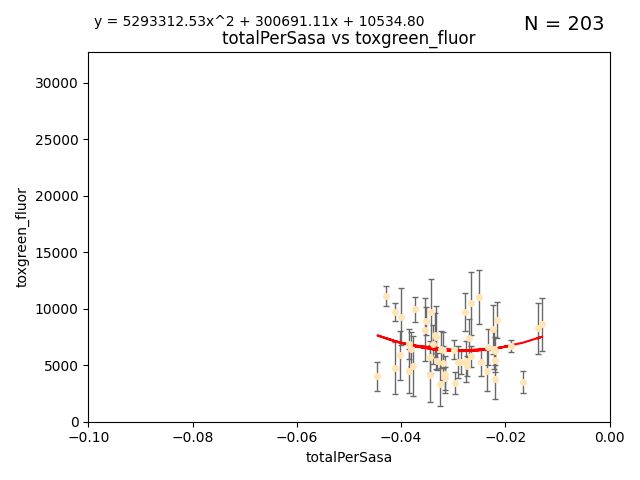 y = 5293312.53x^2 + 300691.11x + 10534.80
N = 203
totalPerSasa vs toxgreen_fluor
30000
25000
20000
15000
10000
5000
0
toxgreen_fluor
−0.10 −0.08 −0.06 −0.04 −0.02 0.00
totalPerSasa